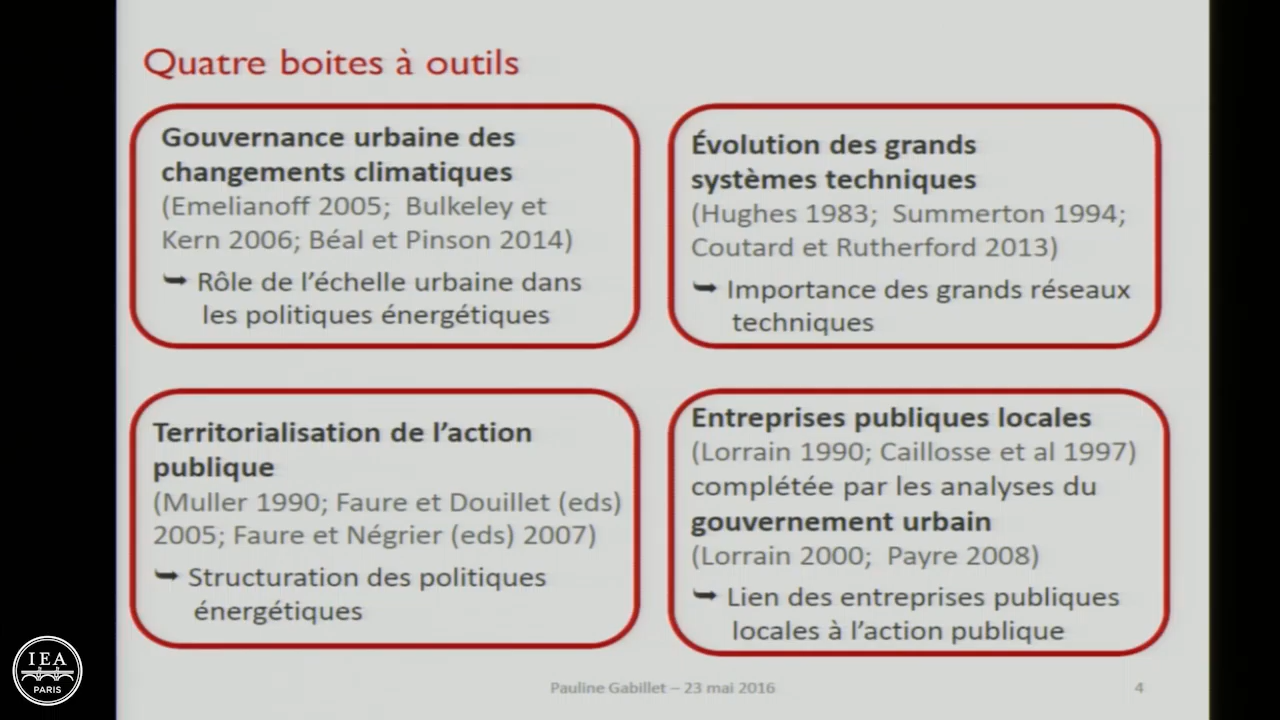 Quatre boites à outils
Gouvernance urbaine des
changements climatiques
(Emelianoff 2005; Bulkeley et
Kern 2006; Béal et Pinson 2014)
➥ Rôle de l'échelle urbaine dans
les politiques énergétiques
Évolution des grands
systèmes techniques
(Hughes 1983; Summerton 1994;
Coutard et Rutherford 2013)
➥ Importance des grands réseaux
techniques
Territorialisation de l'action
publique
(Muller 1990; Faure et Douillet (eds)
2005; Faure et Négrier (eds) 2007)
➥ Structuration des politiques
énergétiques
Entreprises publiques locales
(Lorrain 1990; Caillosse et al 1997)
complétée par les analyses du
gouvernement urbain
(Lorrain 2000; Payre 2008)
➥ Lien des entreprises publiques
locales à l'action publique
Pauline Gabillet – 23 mai 2016
4
IEA
PARIS